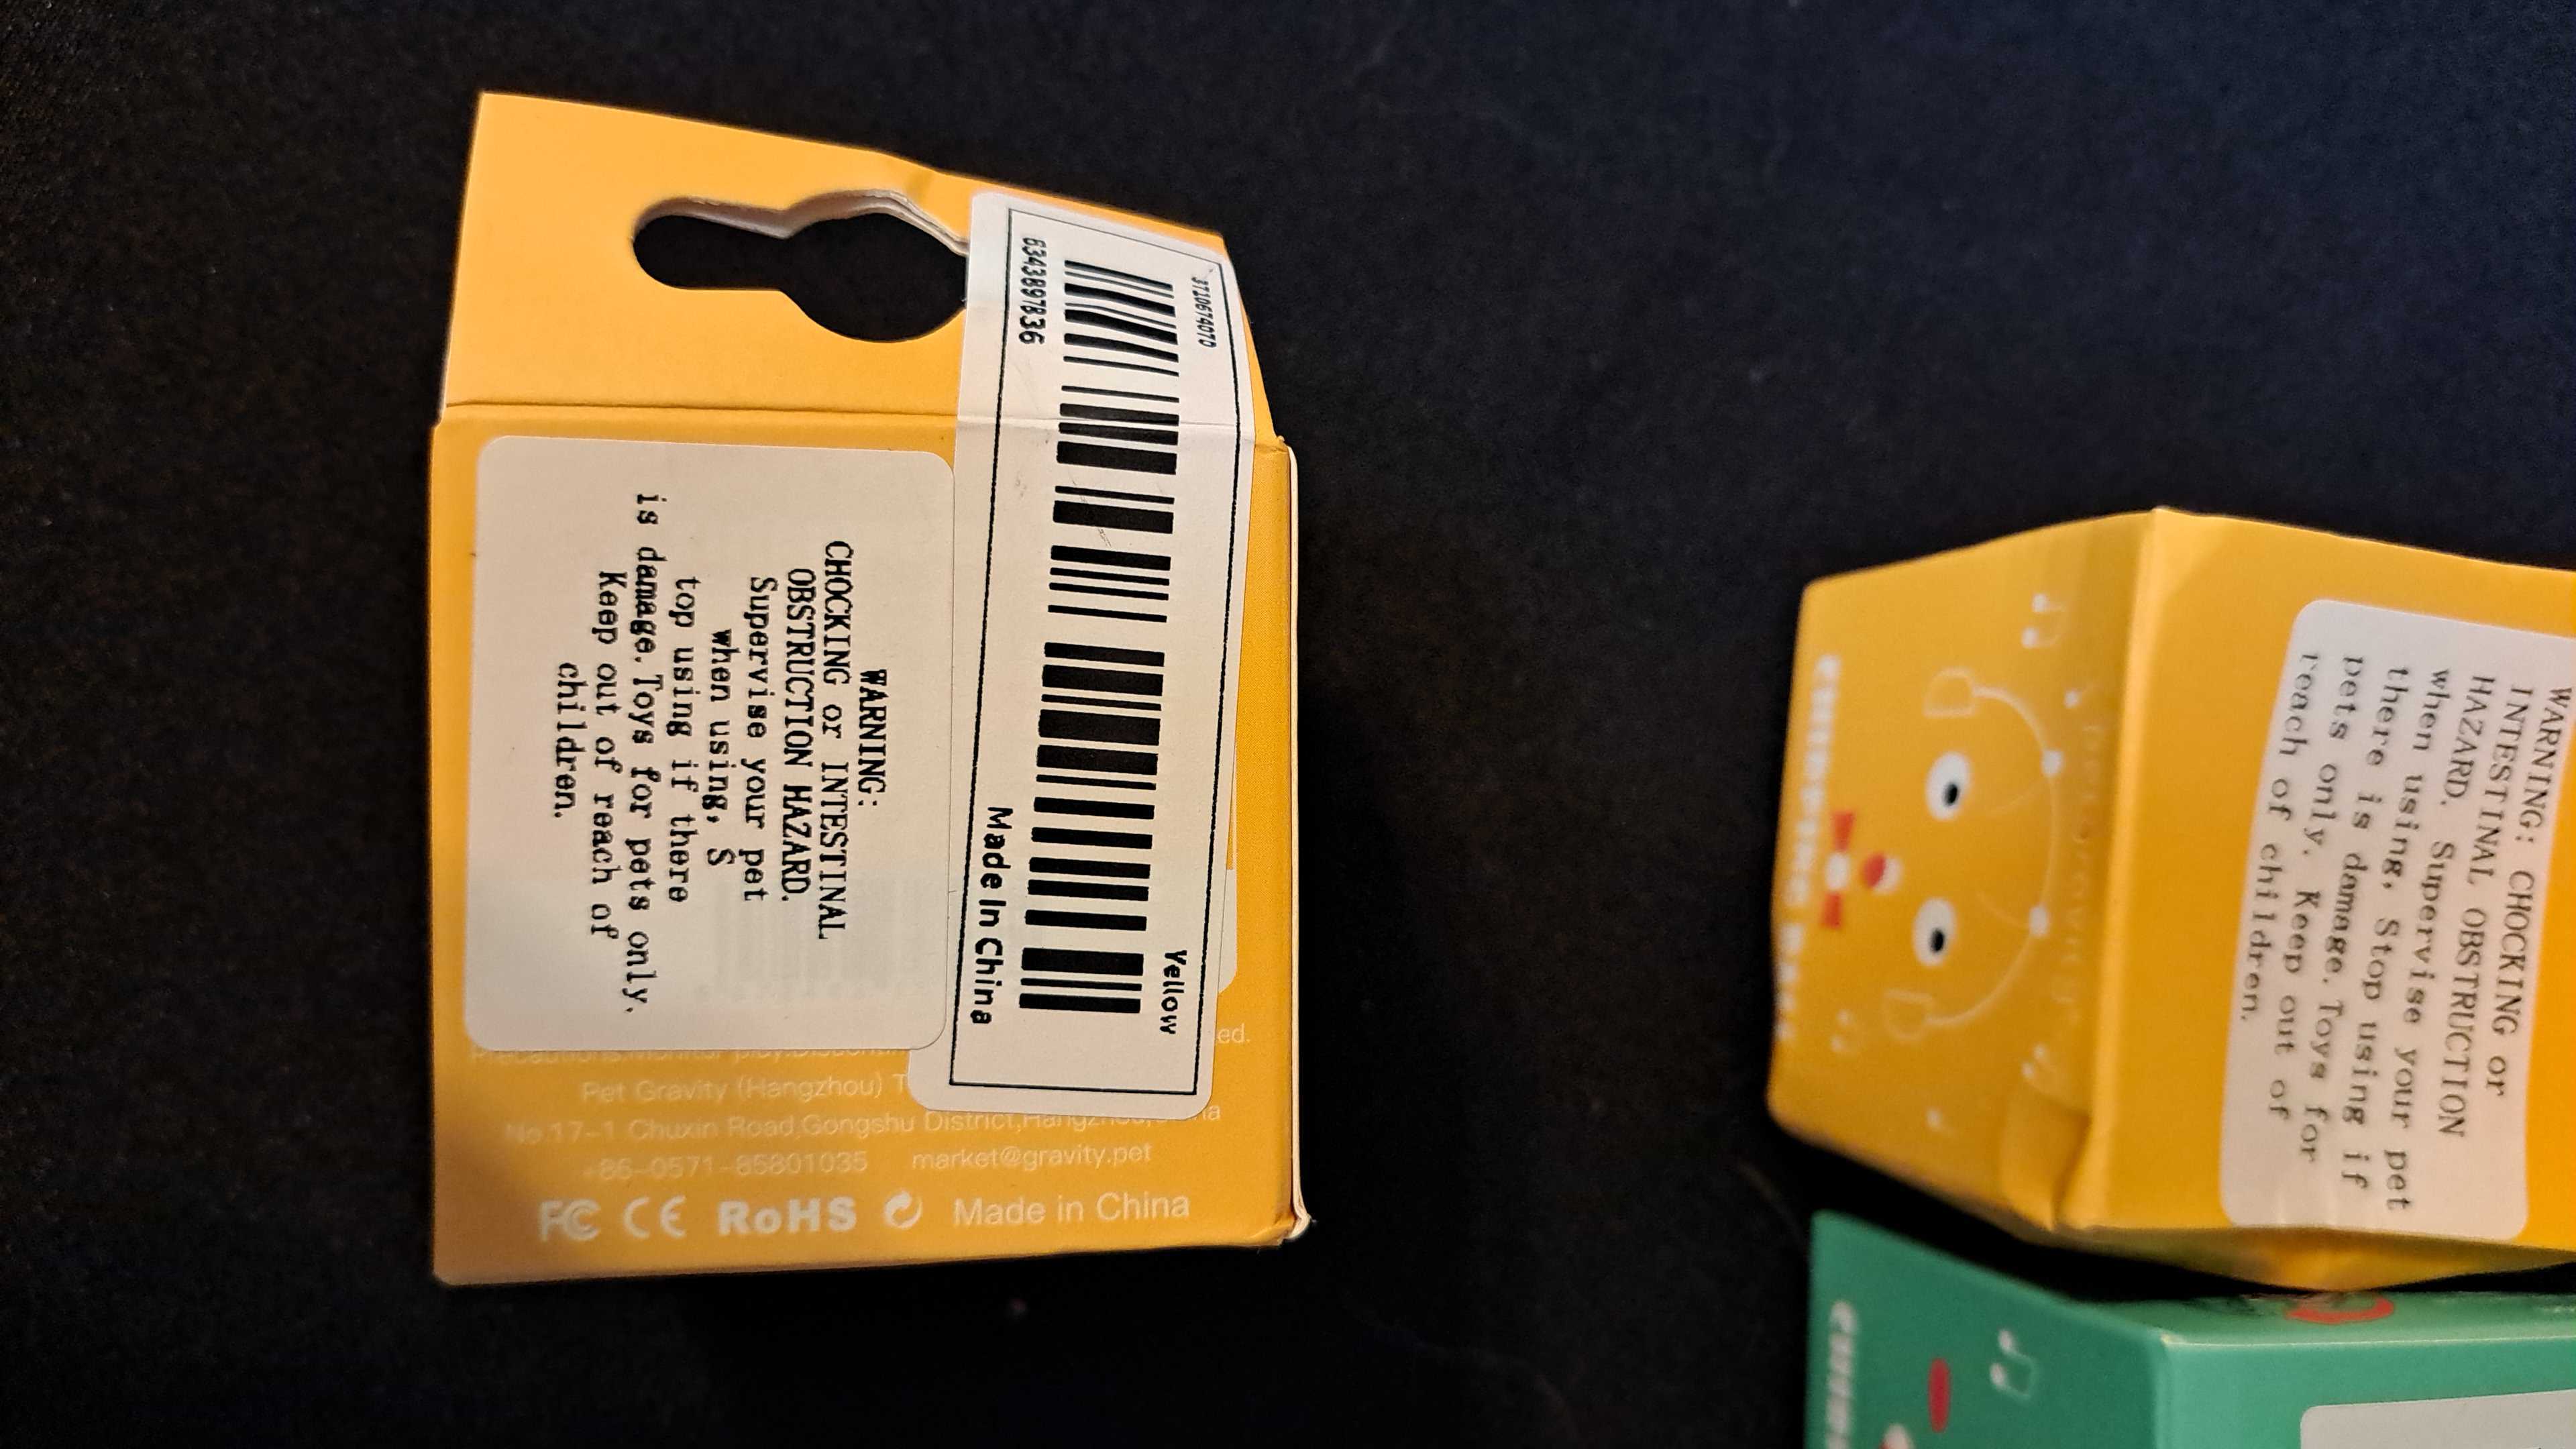 WARNING:
CHOCKING or INTESTINAL
OBSTRUCTION HAZARD.
Supervise your pet
when using, S
top using if there
is damage. Toys for pets only.
Keep out of reach of
children.
3710674070
6343897836
Yellow
Made In China
ed.
Pet Gravity (Hangzhou) T
No.17-1 Chuxin Road,Gongshu District,Hangzhou,
+86-0571-85801035 market@gravity.pet
FC CE RoHS Made in China
WARNING: CHOCKING or
INTESTINAL OBSTRUCTION
HAZARD. Supervise your pet
when using, Stop using if
there is damage. Toys for
pets only. Keep out of
reach of children.